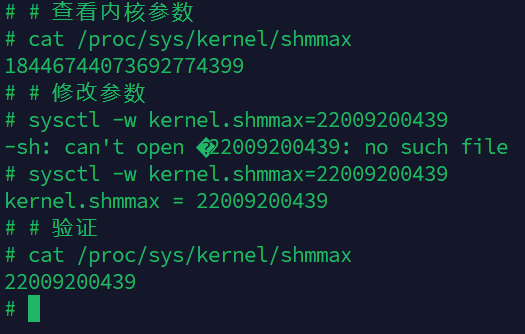 # # 查看内核参数
# cat /proc/sys/kernel/shmmax
18446744073692774399
# # 修改参数
# sysctl -w kernel.shmmax=22009200439
-sh: can't open �22009200439: no such file
# sysctl -w kernel.shmmax=22009200439
kernel.shmmax = 22009200439
# # 验证
# cat /proc/sys/kernel/shmmax
22009200439
#